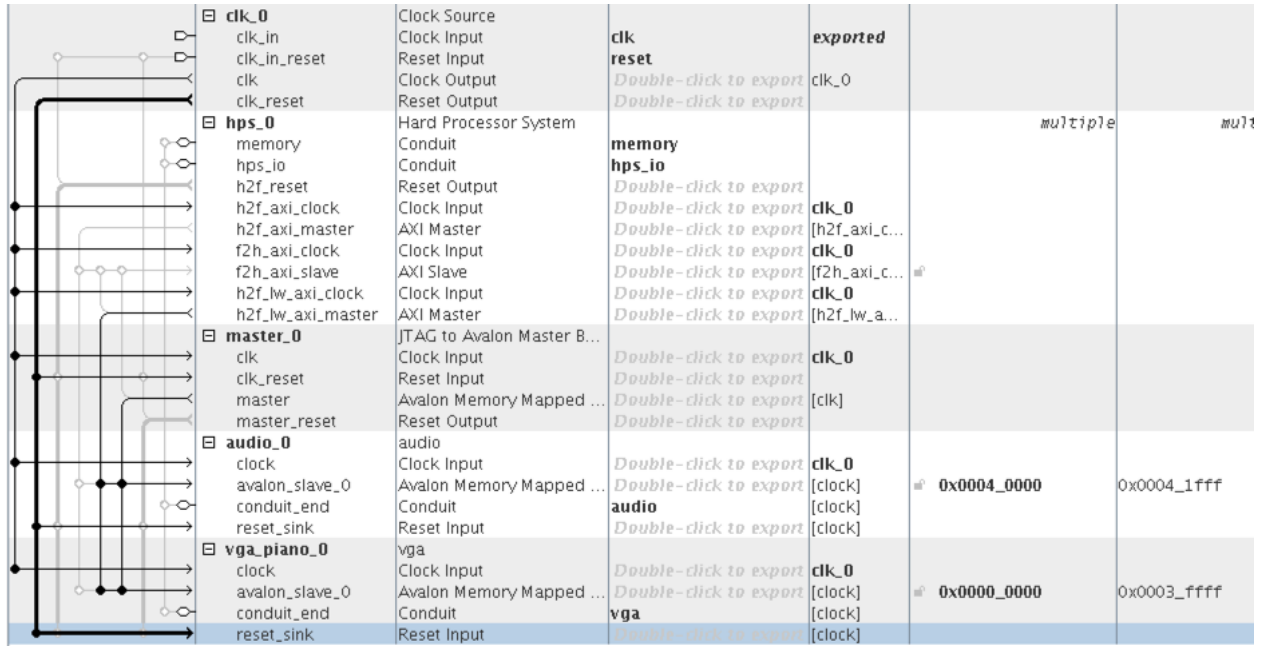 clk_0 Clock Source
clk_in Clock Input clk exported
clk_in_reset Reset Input reset
clk Clock Output Double-click to export clk_0
clk_reset Reset Output Double-click to export
hps_0 Hard Processor System multiple mult
memory Conduit memory
hps_io Conduit hps_io
h2f_reset Reset Output Double-click to export
h2f_axi_clock Clock Input Double-click to export clk_0
h2f_axi_master AXI Master Double-click to export [h2f_axi_c...
f2h_axi_clock Clock Input Double-click to export clk_0
f2h_axi_slave AXI Slave Double-click to export [f2h_axi_c...
h2f_lw_axi_clock Clock Input Double-click to export clk_0
h2f_lw_axi_master AXI Master Double-click to export [h2f_lw_a...
master_0 JTAG to Avalon Master B...
clk Clock Input Double-click to export clk_0
clk_reset Reset Input Double-click to export
master Avalon Memory Mapped ... Double-click to export [clk]
master_reset Reset Output Double-click to export
audio_0 audio
clock Clock Input Double-click to export clk_0
avalon_slave_0 Avalon Memory Mapped ... Double-click to export [clock] 0x0004_0000 0x0004_1fff
conduit_end Conduit audio [clock]
reset_sink Reset Input Double-click to export [clock]
vga_piano_0 vga
clock Clock Input Double-click to export clk_0
avalon_slave_0 Avalon Memory Mapped ... Double-click to export [clock] 0x0000_0000 0x0003_ffff
conduit_end Conduit vga [clock]
reset_sink Reset Input Double-click to export [clock]